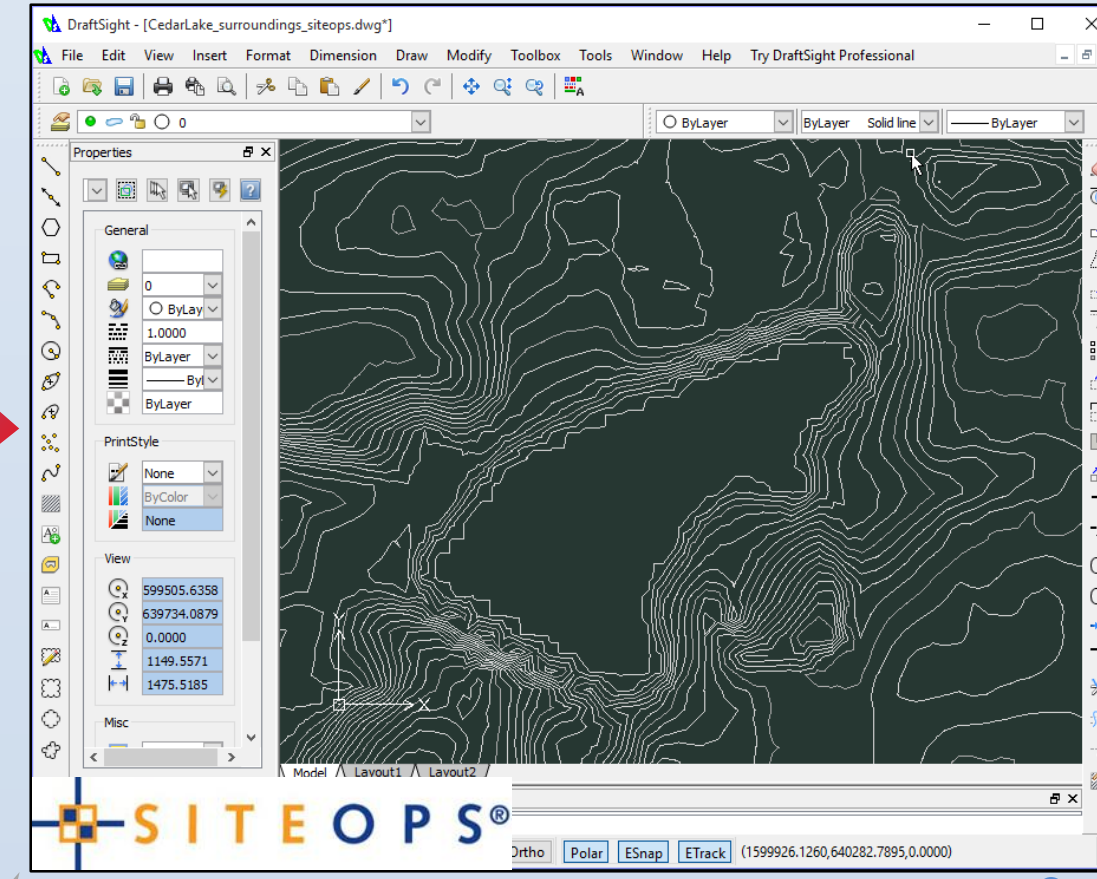 DraftSight - [CedarLake_surroundings_siteops.dwg*]
File Edit View Insert Format Dimension Draw Modify Toolbox Tools Window Help Try DraftSight Professional
0
ByLayer
ByLayer Solid line
ByLayer
Properties
General
0
ByLay
1.0000
ByLayer
Byl
ByLayer
PrintStyle
None
ByColor
None
View
599505.6358
639734.0879
0.0000
1149.5571
1475.5185
Misc
Y
X
Model Layout1 Layout2
SITEOPS®
Ortho Polar ESnap ETrack (1599926.1260,640282.7895,0.0000)